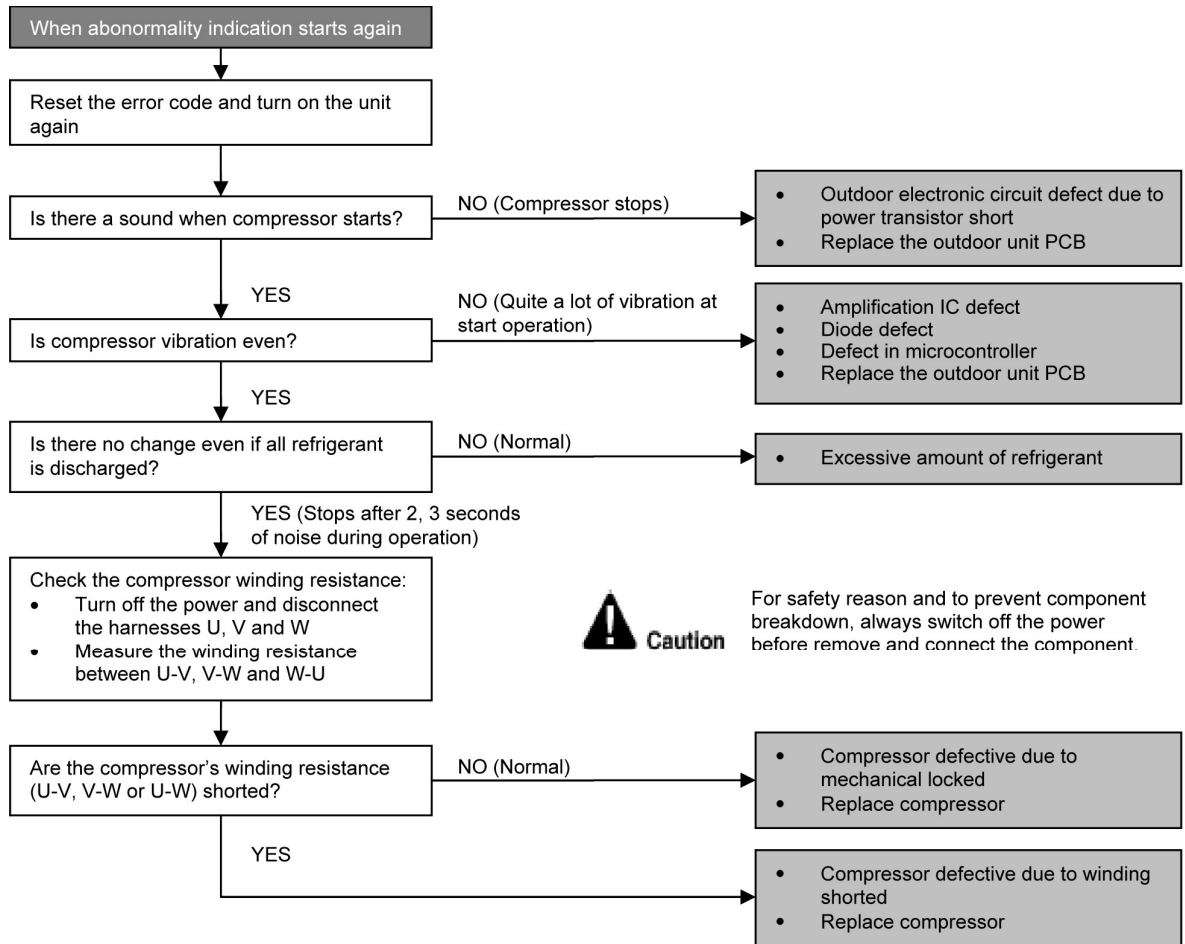 When abonormality indication starts again
Reset the error code and turn on the unit
again
Is there a sound when compressor starts?
NO (Compressor stops)
• Outdoor electronic circuit defect due to
power transistor short
• Replace the outdoor unit PCB
YES
NO (Quite a lot of vibration at
start operation)
Is compressor vibration even?
• Amplification IC defect
• Diode defect
• Defect in microcontroller
• Replace the outdoor unit PCB
YES
Is there no change even if all refrigerant
is discharged?
NO (Normal)
• Excessive amount of refrigerant
YES (Stops after 2, 3 seconds
of noise during operation)
Check the compressor winding resistance:
• Turn off the power and disconnect
the harnesses U, V and W
• Measure the winding resistance
between U-V, V-W and W-U
Caution
For safety reason and to prevent component
breakdown, always switch off the power
before remove and connect the component.
Are the compressor's winding resistance
(U-V, V-W or U-W) shorted?
NO (Normal)
• Compressor defective due to
mechanical locked
• Replace compressor
YES
• Compressor defective due to winding
shorted
• Replace compressor